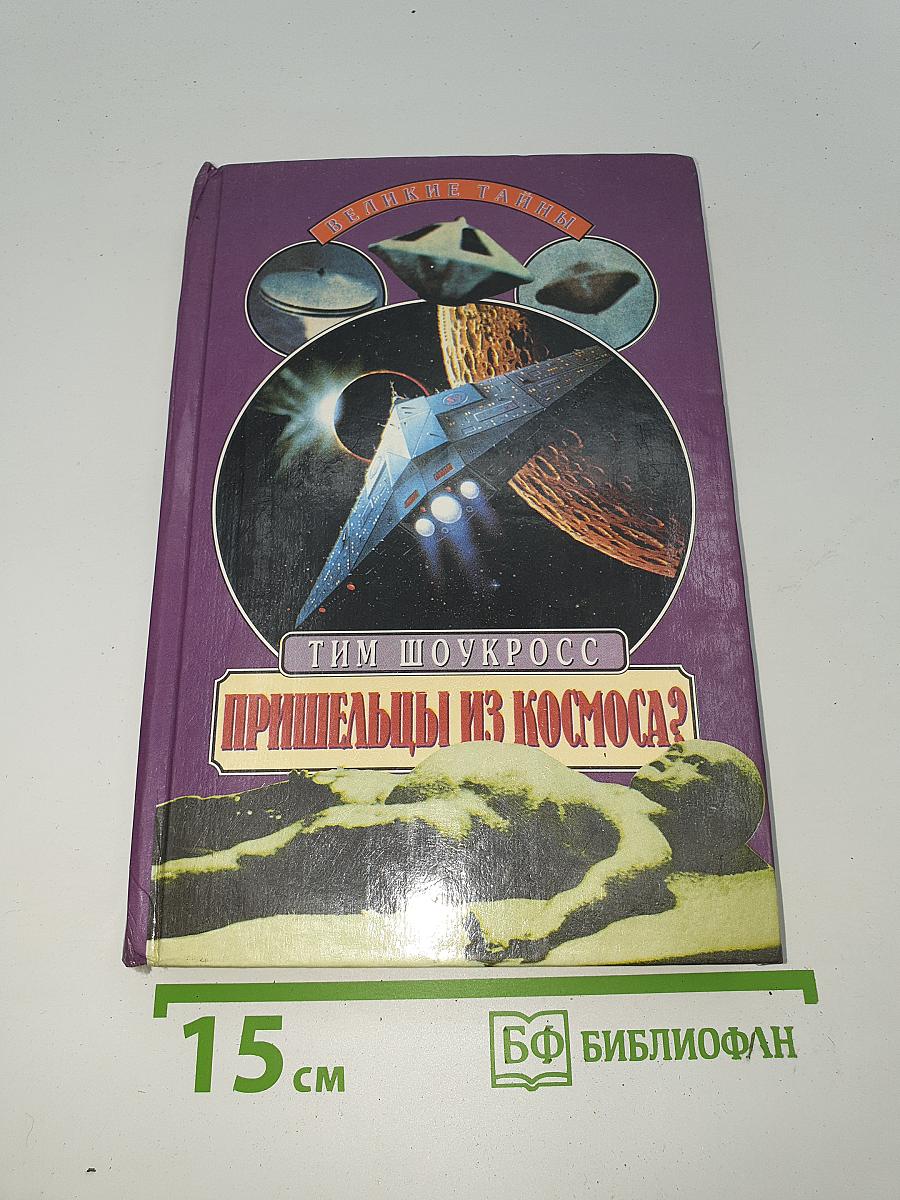 ВЕЛИКИЕ ТАЙНЫ
ТИМ ШОУКРОСС
ПРИШЕЛЬЦЫ ИЗ КОСМОСА?
15 см
БФ БИБЛИОФАН